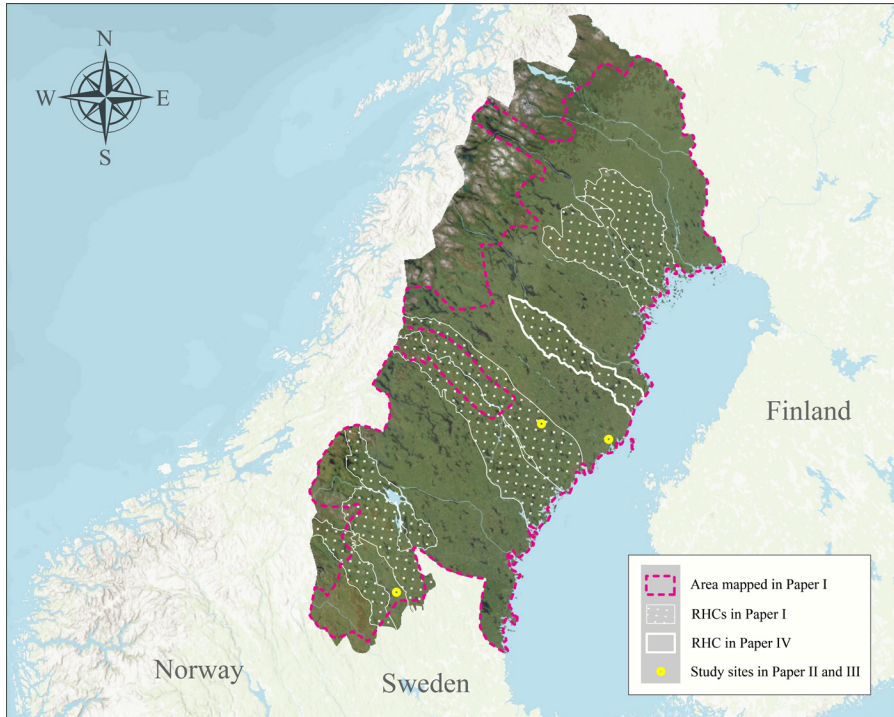 N
W E
S
Finland
Norway
Sweden
Area mapped in Paper I
RHCs in Paper I
RHC in Paper IV
Study sites in Paper II and III